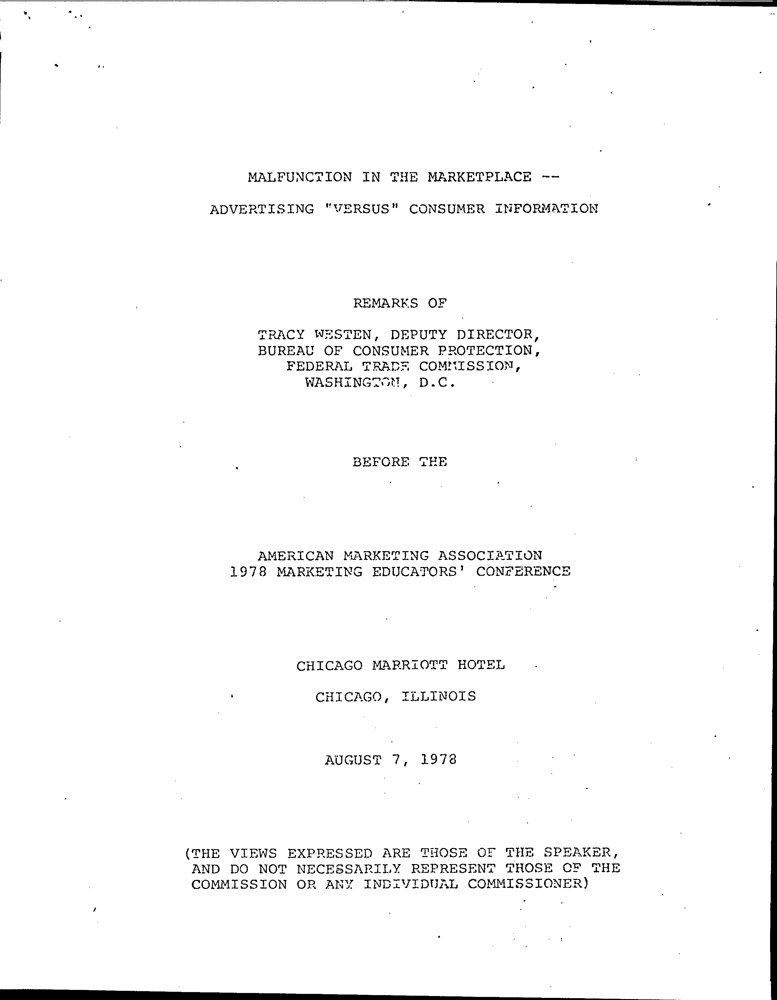 MALFUNCTION IN THE MARKETPLACE --
ADVERTISING "VERSUS" CONSUMER INFORMATION
REMARKS OF
TRACY WESTEN, DEPUTY DIRECTOR,
BUREAU OF CONSUMER PROTECTION,
FEDERAL TRADE COMMISSION,
WASHINGTON, D.C.
BEFORE THE
AMERICAN MARKETING ASSOCIATION
1978 MARKETING EDUCATORS' CONFERENCE
CHICAGO MARRIOTT HOTEL
CHICAGO, ILLINOIS
AUGUST 7, 1978
(THE VIEWS EXPRESSED ARE THOSE OF THE SPEAKER,
AND DO NOT NECESSARILY REPRESENT THOSE OF THE
COMMISSION OR ANY INDIVIDUAL COMMISSIONER)